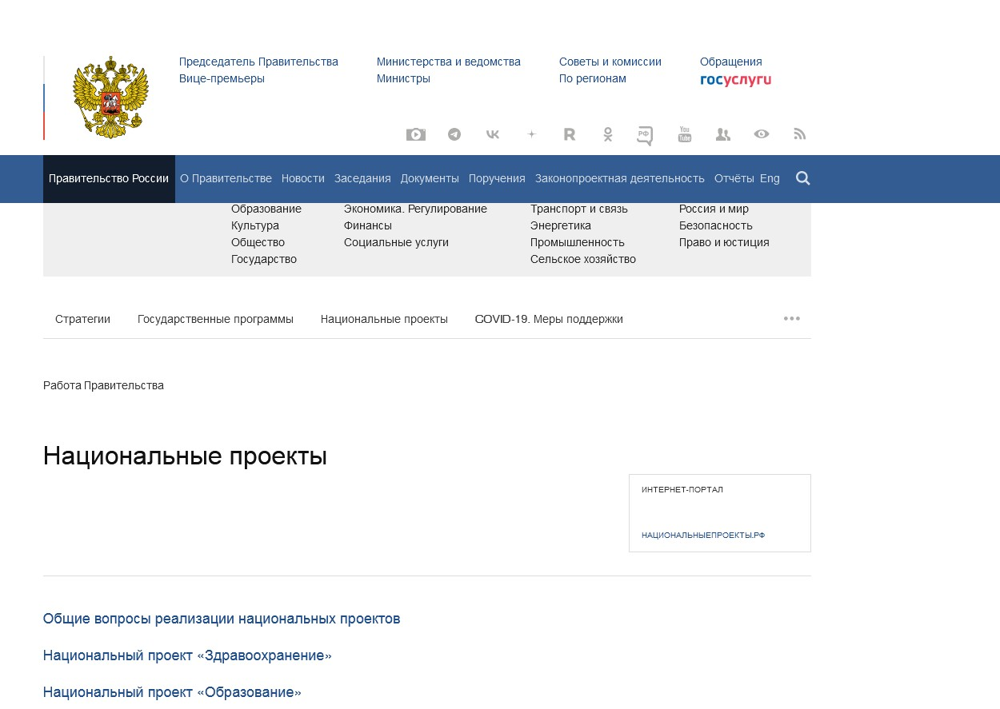 Председатель Правительства
Вице-премьеры
Министерства и ведомства
Министры
Советы и комиссии
По регионам
Обращения
госуслуги
R
РФ
You
Tube
Правительство России О Правительстве Новости Заседания Документы Поручения Законопроектная деятельность Отчёты Eng
Образование
Культура
Общество
Государство
Экономика. Регулирование
Финансы
Социальные услуги
Транспорт и связь
Энергетика
Промышленность
Сельское хозяйство
Россия и мир
Безопасность
Право и юстиция
Стратегии Государственные программы Национальные проекты COVID-19. Меры поддержки
Работа Правительства
Национальные проекты
ИНТЕРНЕТ-ПОРТАЛ
НАЦИОНАЛЬНЫЕПРОЕКТЫ.РФ
Общие вопросы реализации национальных проектов
Национальный проект «Здравоохранение»
Национальный проект «Образование»